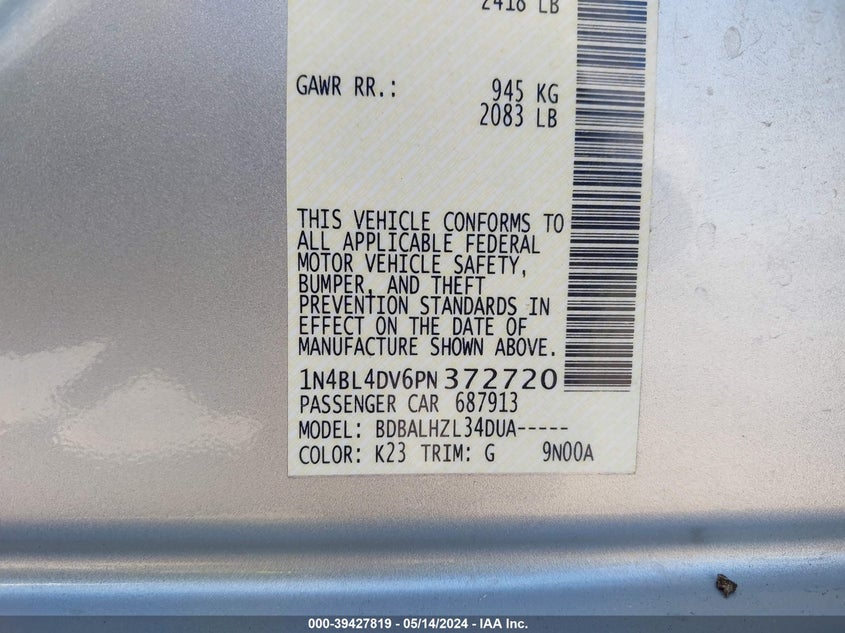 2418 LB
GAWR RR.: 945 KG
2083 LB
THIS VEHICLE CONFORMS TO
ALL APPLICABLE FEDERAL
MOTOR VEHICLE SAFETY,
BUMPER, AND THEFT
PREVENTION STANDARDS IN
EFFECT ON THE DATE OF
MANUFACTURE SHOWN ABOVE.
1N4BL4DV6PN372720
PASSENGER CAR 687913
MODEL: BDBALHZL34DUA-----
COLOR: K23 TRIM: G 9N00A
000-39427819 - 05/14/2024 - IAA Inc.